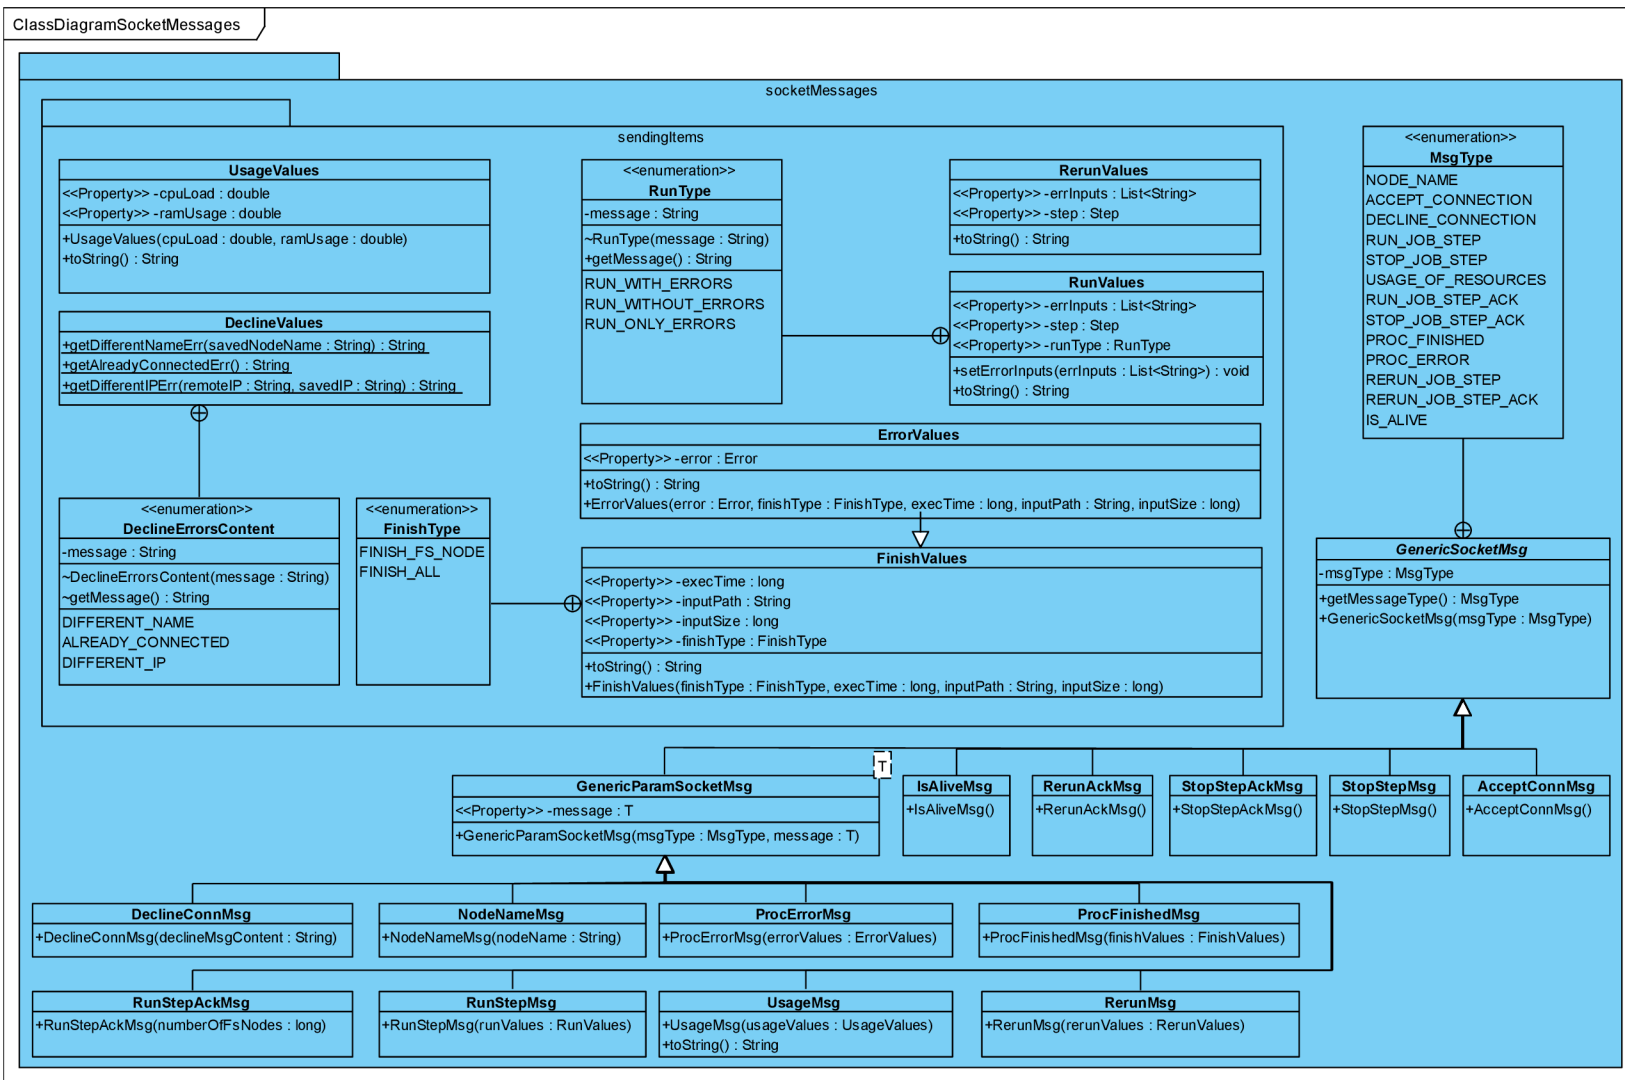 ClassDiagramSocketMessages
socketMessages
sendingItems
UsageValues
<<Property>> -cpuLoad : double
<<Property>> -ramUsage : double
+UsageValues(cpuLoad : double, ramUsage : double)
+toString() : String
<<enumeration>>
RunType
-message : String
~RunType(message : String)
+getMessage() : String
RUN_WITH_ERRORS
RUN_WITHOUT_ERRORS
RUN_ONLY_ERRORS
RerunValues
<<Property>> -errInputs : List<String>
<<Property>> -step : Step
+toString() : String
RunValues
<<Property>> -errInputs : List<String>
<<Property>> -step : Step
<<Property>> -runType : RunType
+setErrorInputs(errInputs : List<String>) : void
+toString() : String
<<enumeration>>
MsgType
NODE_NAME
ACCEPT_CONNECTION
DECLINE_CONNECTION
RUN_JOB_STEP
STOP_JOB_STEP
USAGE_OF_RESOURCES
RUN_JOB_STEP_ACK
STOP_JOB_STEP_ACK
PROC_FINISHED
PROC_ERROR
RERUN_JOB_STEP
RERUN_JOB_STEP_ACK
IS_ALIVE
DeclineValues
+getDifferentNameErr(savedNodeName : String) : String
+getAlreadyConnectedErr() : String
+getDifferentIPErr(remoteIP : String, savedIP : String) : String
ErrorValues
<<Property>> -error : Error
+toString() : String
+ErrorValues(error : Error, finishType : FinishType, execTime : long, inputPath : String, inputSize : long)
<<enumeration>>
DeclineErrorsContent
-message : String
~DeclineErrorsContent(message : String)
~getMessage() : String
DIFFERENT_NAME
ALREADY_CONNECTED
DIFFERENT_IP
<<enumeration>>
FinishType
FINISH_FS_NODE
FINISH_ALL
FinishValues
<<Property>> -execTime : long
<<Property>> -inputPath : String
<<Property>> -inputSize : long
<<Property>> -finishType : FinishType
+toString() : String
+FinishValues(finishType : FinishType, execTime : long, inputPath : String, inputSize : long)
GenericSocketMsg
-msgType : MsgType
+getMessageType() : MsgType
+GenericSocketMsg(msgType : MsgType)
T
GenericParamSocketMsg
<<Property>> -message : T
+GenericParamSocketMsg(msgType : MsgType, message : T)
IsAliveMsg
+IsAliveMsg()
RerunAckMsg
+RerunAckMsg()
StopStepAckMsg
+StopStepAckMsg()
StopStepMsg
+StopStepMsg()
AcceptConnMsg
+AcceptConnMsg()
DeclineConnMsg
+DeclineConnMsg(declineMsgContent : String)
NodeNameMsg
+NodeNameMsg(nodeName : String)
ProcErrorMsg
+ProcErrorMsg(errorValues : ErrorValues)
ProcFinishedMsg
+ProcFinishedMsg(finishValues : FinishValues)
RunStepAckMsg
+RunStepAckMsg(numberOfFsNodes : long)
RunStepMsg
+RunStepMsg(runValues : RunValues)
UsageMsg
+UsageMsg(usageValues : UsageValues)
+toString() : String
RerunMsg
+RerunMsg(rerunValues : RerunValues)